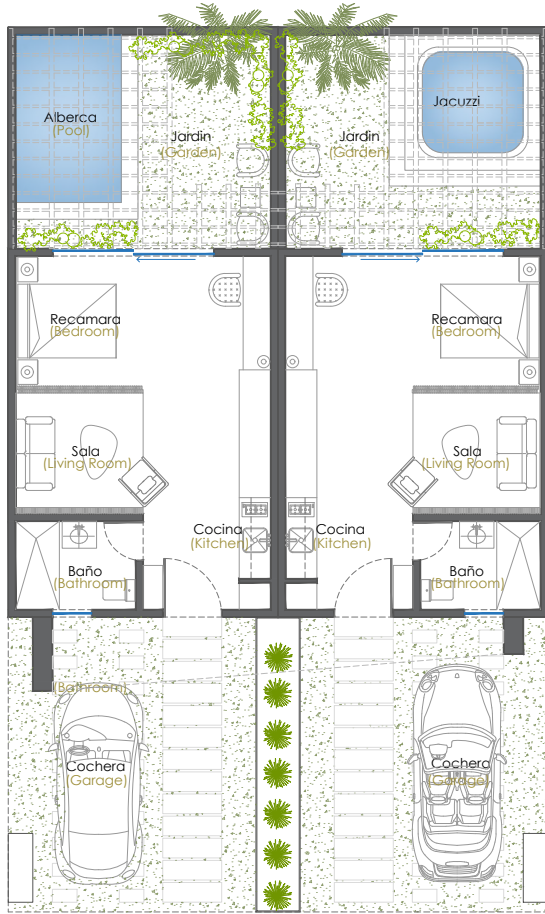 Alberca
(Pool)
Jacuzzi
Jardin
(Garden)
Jardin
(Garden)
Recamara
(Bedroom)
Recamara
(Bedroom)
Sala
(Living Room)
Sala
(Living Room)
Cocina
(Kitchen)
Cocina
(Kitchen)
Baño
(Bathroom)
Baño
(Bathroom)
(Bathroom)
Cochera
(Garage)
Cochera
(Garage)